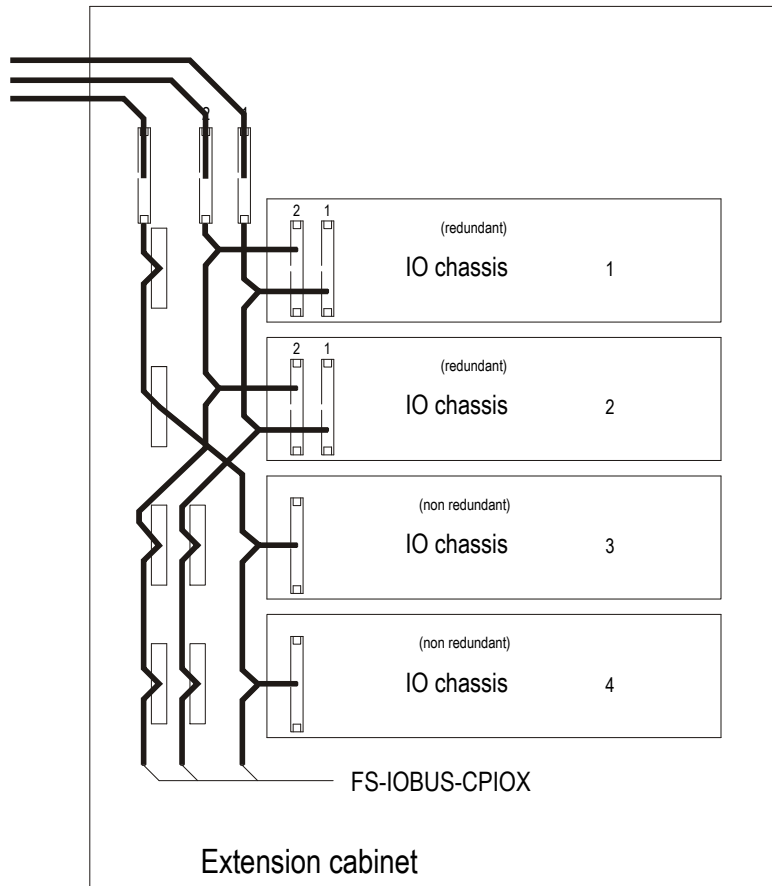 2 1
2 1
(redundant)
IO chassis 1
2 1
(redundant)
IO chassis 2
(non redundant)
IO chassis 3
(non redundant)
IO chassis 4
FS-IOBUS-CPIOX
Extension cabinet